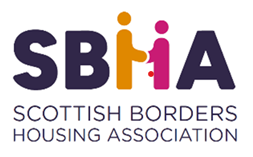 SBHA
SCOTTISH BORDERS
HOUSING ASSOCIATION